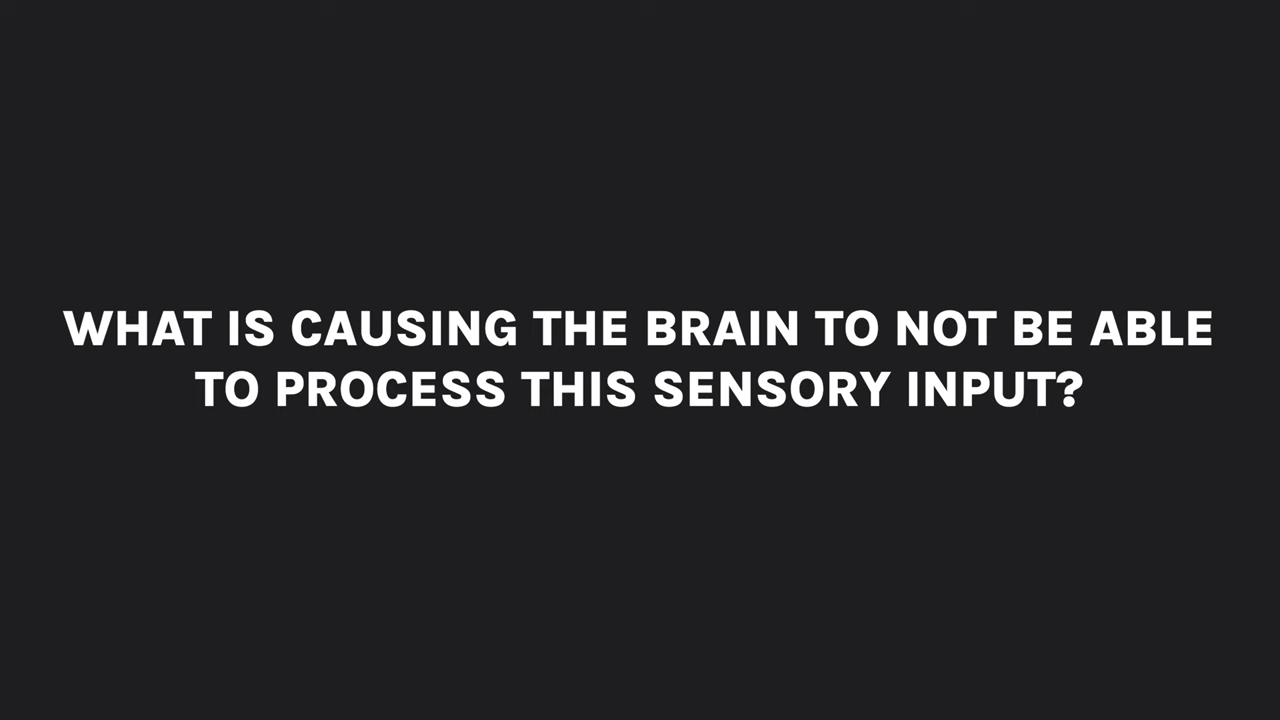 WHAT IS CAUSING THE BRAIN TO NOT BE ABLE
TO PROCESS THIS SENSORY INPUT?